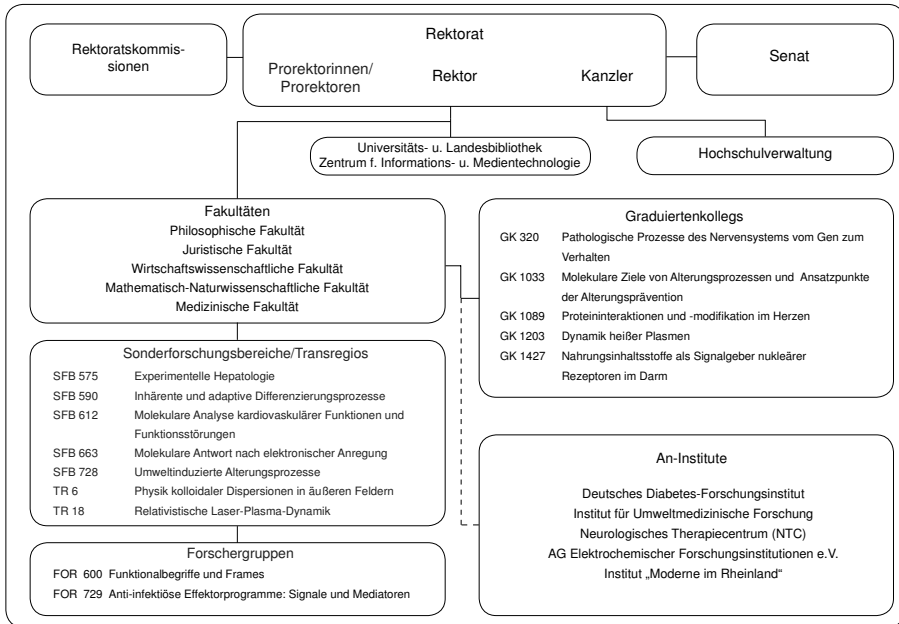 Rektoratskommis-
sionen
Rektorat
Prorektorinnen/
Prorektoren
Rektor
Kanzler
Senat
Universitäts- u. Landesbibliothek
Zentrum f. Informations- u. Medientechnologie
Hochschulverwaltung
Fakultäten
Philosophische Fakultät
Juristische Fakultät
Wirtschaftswissenschaftliche Fakultät
Mathematisch-Naturwissenschaftliche Fakultät
Medizinische Fakultät
Graduiertenkollegs
GK 320 Pathologische Prozesse des Nervensystems vom Gen zum
Verhalten
GK 1033 Molekulare Ziele von Alterungsprozessen und Ansatzpunkte
der Alterungsprävention
GK 1089 Proteininteraktionen und -modifikation im Herzen
GK 1203 Dynamik heißer Plasmen
GK 1427 Nahrungsinhaltsstoffe als Signalgeber nukleärer
Rezeptoren im Darm
Sonderforschungsbereiche/Transregios
SFB 575 Experimentelle Hepatologie
SFB 590 Inhärente und adaptive Differenzierungsprozesse
SFB 612 Molekulare Analyse kardiovaskulärer Funktionen und
Funktionsstörungen
SFB 663 Molekulare Antwort nach elektronischer Anregung
SFB 728 Umweltinduzierte Alterungsprozesse
TR 6 Physik kolloidaler Dispersionen in äußeren Feldern
TR 18 Relativistische Laser-Plasma-Dynamik
An-Institute
Deutsches Diabetes-Forschungsinstitut
Institut für Umweltmedizinische Forschung
Neurologisches Therapiecentrum (NTC)
AG Elektrochemischer Forschungsinstitutionen e.V.
Institut „Moderne im Rheinland“
Forschergruppen
FOR 600 Funktionalbegriffe und Frames
FOR 729 Anti-infektiöse Effektorprogramme: Signale und Mediatoren